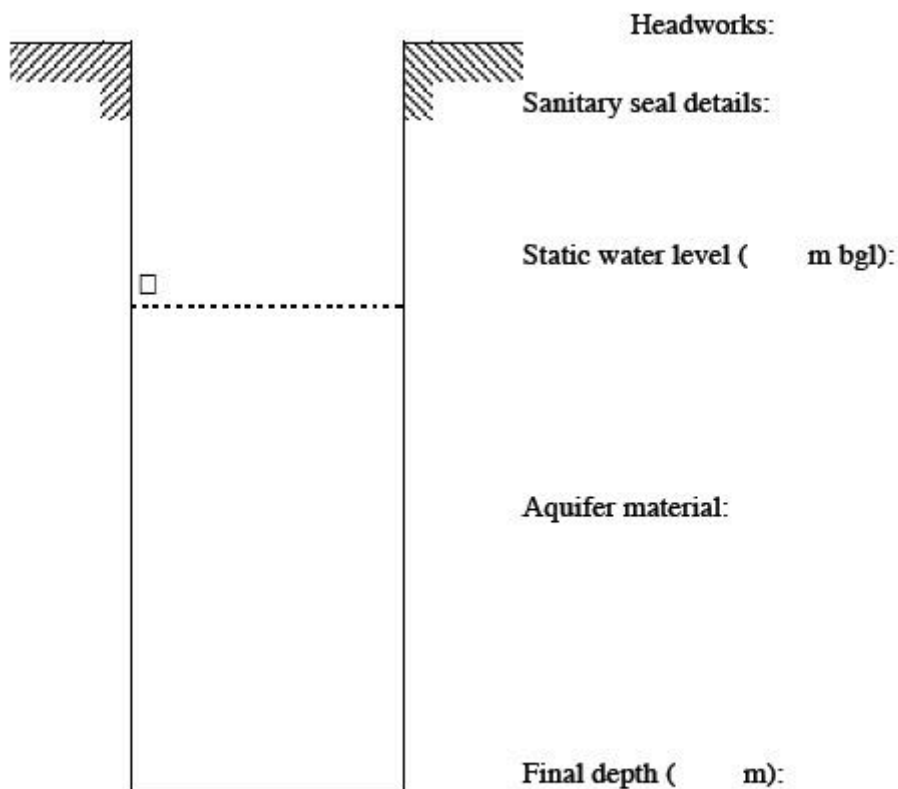 Headworks:
Sanitary seal details:
Static water level (        m bgl):
Aquifer material:
Final depth (        m):